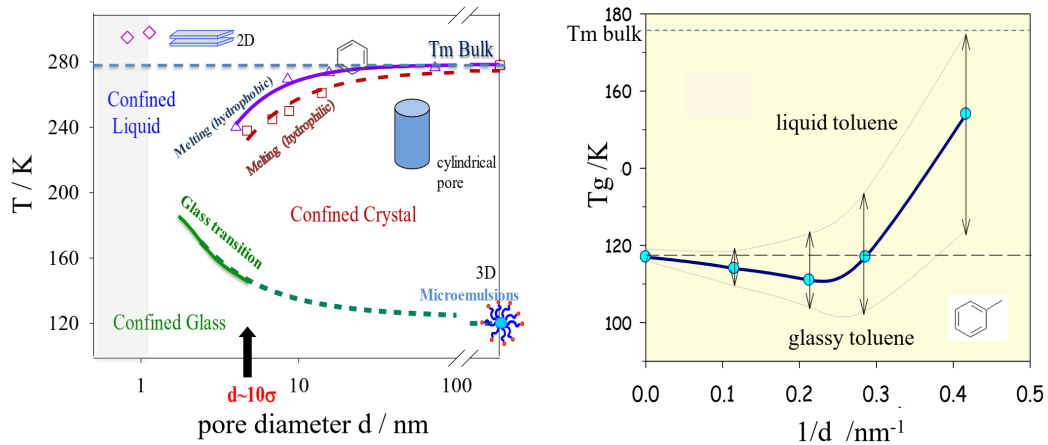 2D
Tm Bulk
Confined
Liquid
Melting (hydrophobic)
Melting (hydrophilic)
cylindrical
pore
Glass transition
Confined Crystal
3D
Microemulsions
Confined Glass
d~10σ
280
240
200
160
120
1
10
100
T / K
pore diameter d / nm
180
Tm bulk
160
0
120
100
liquid toluene
glassy toluene
Tg /K
0.0
0.1
0.2
0.3
0.4
0.5
1/d /nm-1